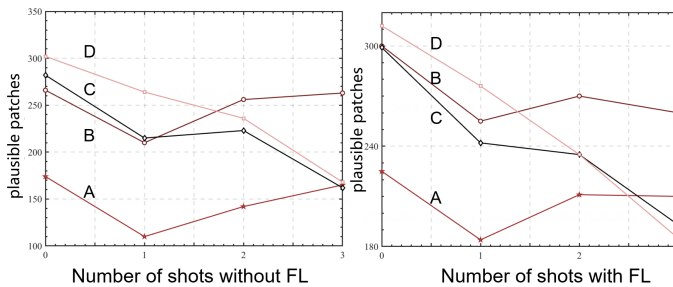 350
300
250
200
150
100
plausible patches
D
C
B
A
0
1
2
3
Number of shots without FL
300
240
180
plausible patches
D
B
C
A
0
1
2
Number of shots with FL